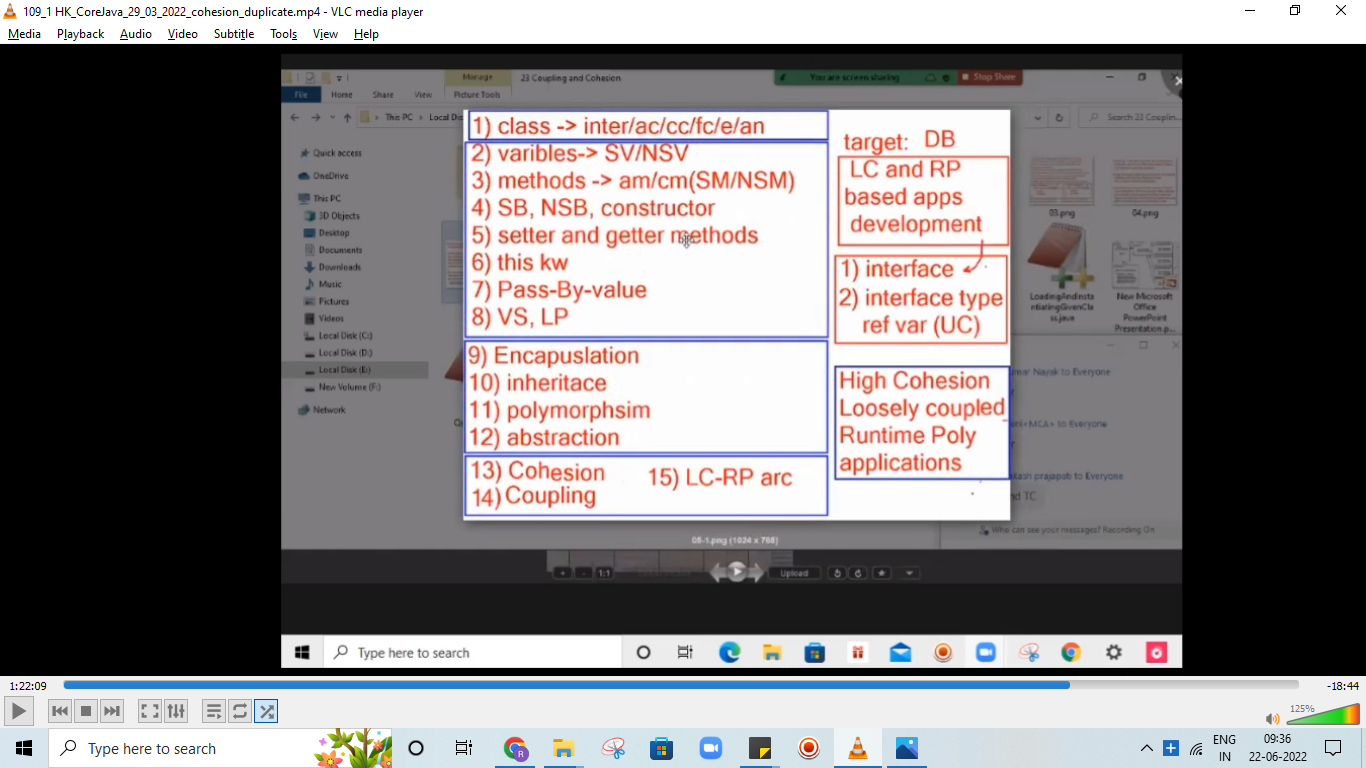 109_1 HK_CoreJava_29_03_2022_cohesion_duplicate.mp4 - VLC media player
Media Playback Audio Video Subtitle Tools View Help
Manage
23 Coupling and Cohesion
You are screen sharing
Stop Share
File Home Share View Picture Tools
This PC
Local Dis
Search 23 Couplin...
Quick access
OneDrive
This PC
3D Objects
Desktop
Documents
Downloads
Music
Pictures
Videos
Local Disk (C:)
Local Disk (D:)
Local Disk (E:)
New Volume (F:)
Network
1) class -> inter/ac/cc/fc/e/an
2) varibles-> SV/NSV
3) methods -> am/cm(SM/NSM)
4) SB, NSB, constructor
5) setter and getter methods
6) this kw
7) Pass-By-value
8) VS, LP
9) Encapuslation
10) inheritace
11) polymorphsim
12) abstraction
13) Cohesion
14) Coupling
15) LC-RP arc
target: DB
LC and RP
based apps
development
1) interface
2) interface type
ref var (UC)
High Cohesion
Loosely coupled
Runtime Poly
applications
03.png
04.png
LoadingAndInsta
ntiatingGivenClas
s.java
New Microsoft
Office
PowerPoint
Presentation.p...
umar Nayak to Everyone
<MCA> to Everyone
akash prajapab to Everyone
nd TC
Who can see your messages? Recording On
08-1.png (1024 x 768)
1:1
Upload
Type here to search
1:22:09
-18:44
125%
Type here to search
ENG
IN
09:36
22-06-2022